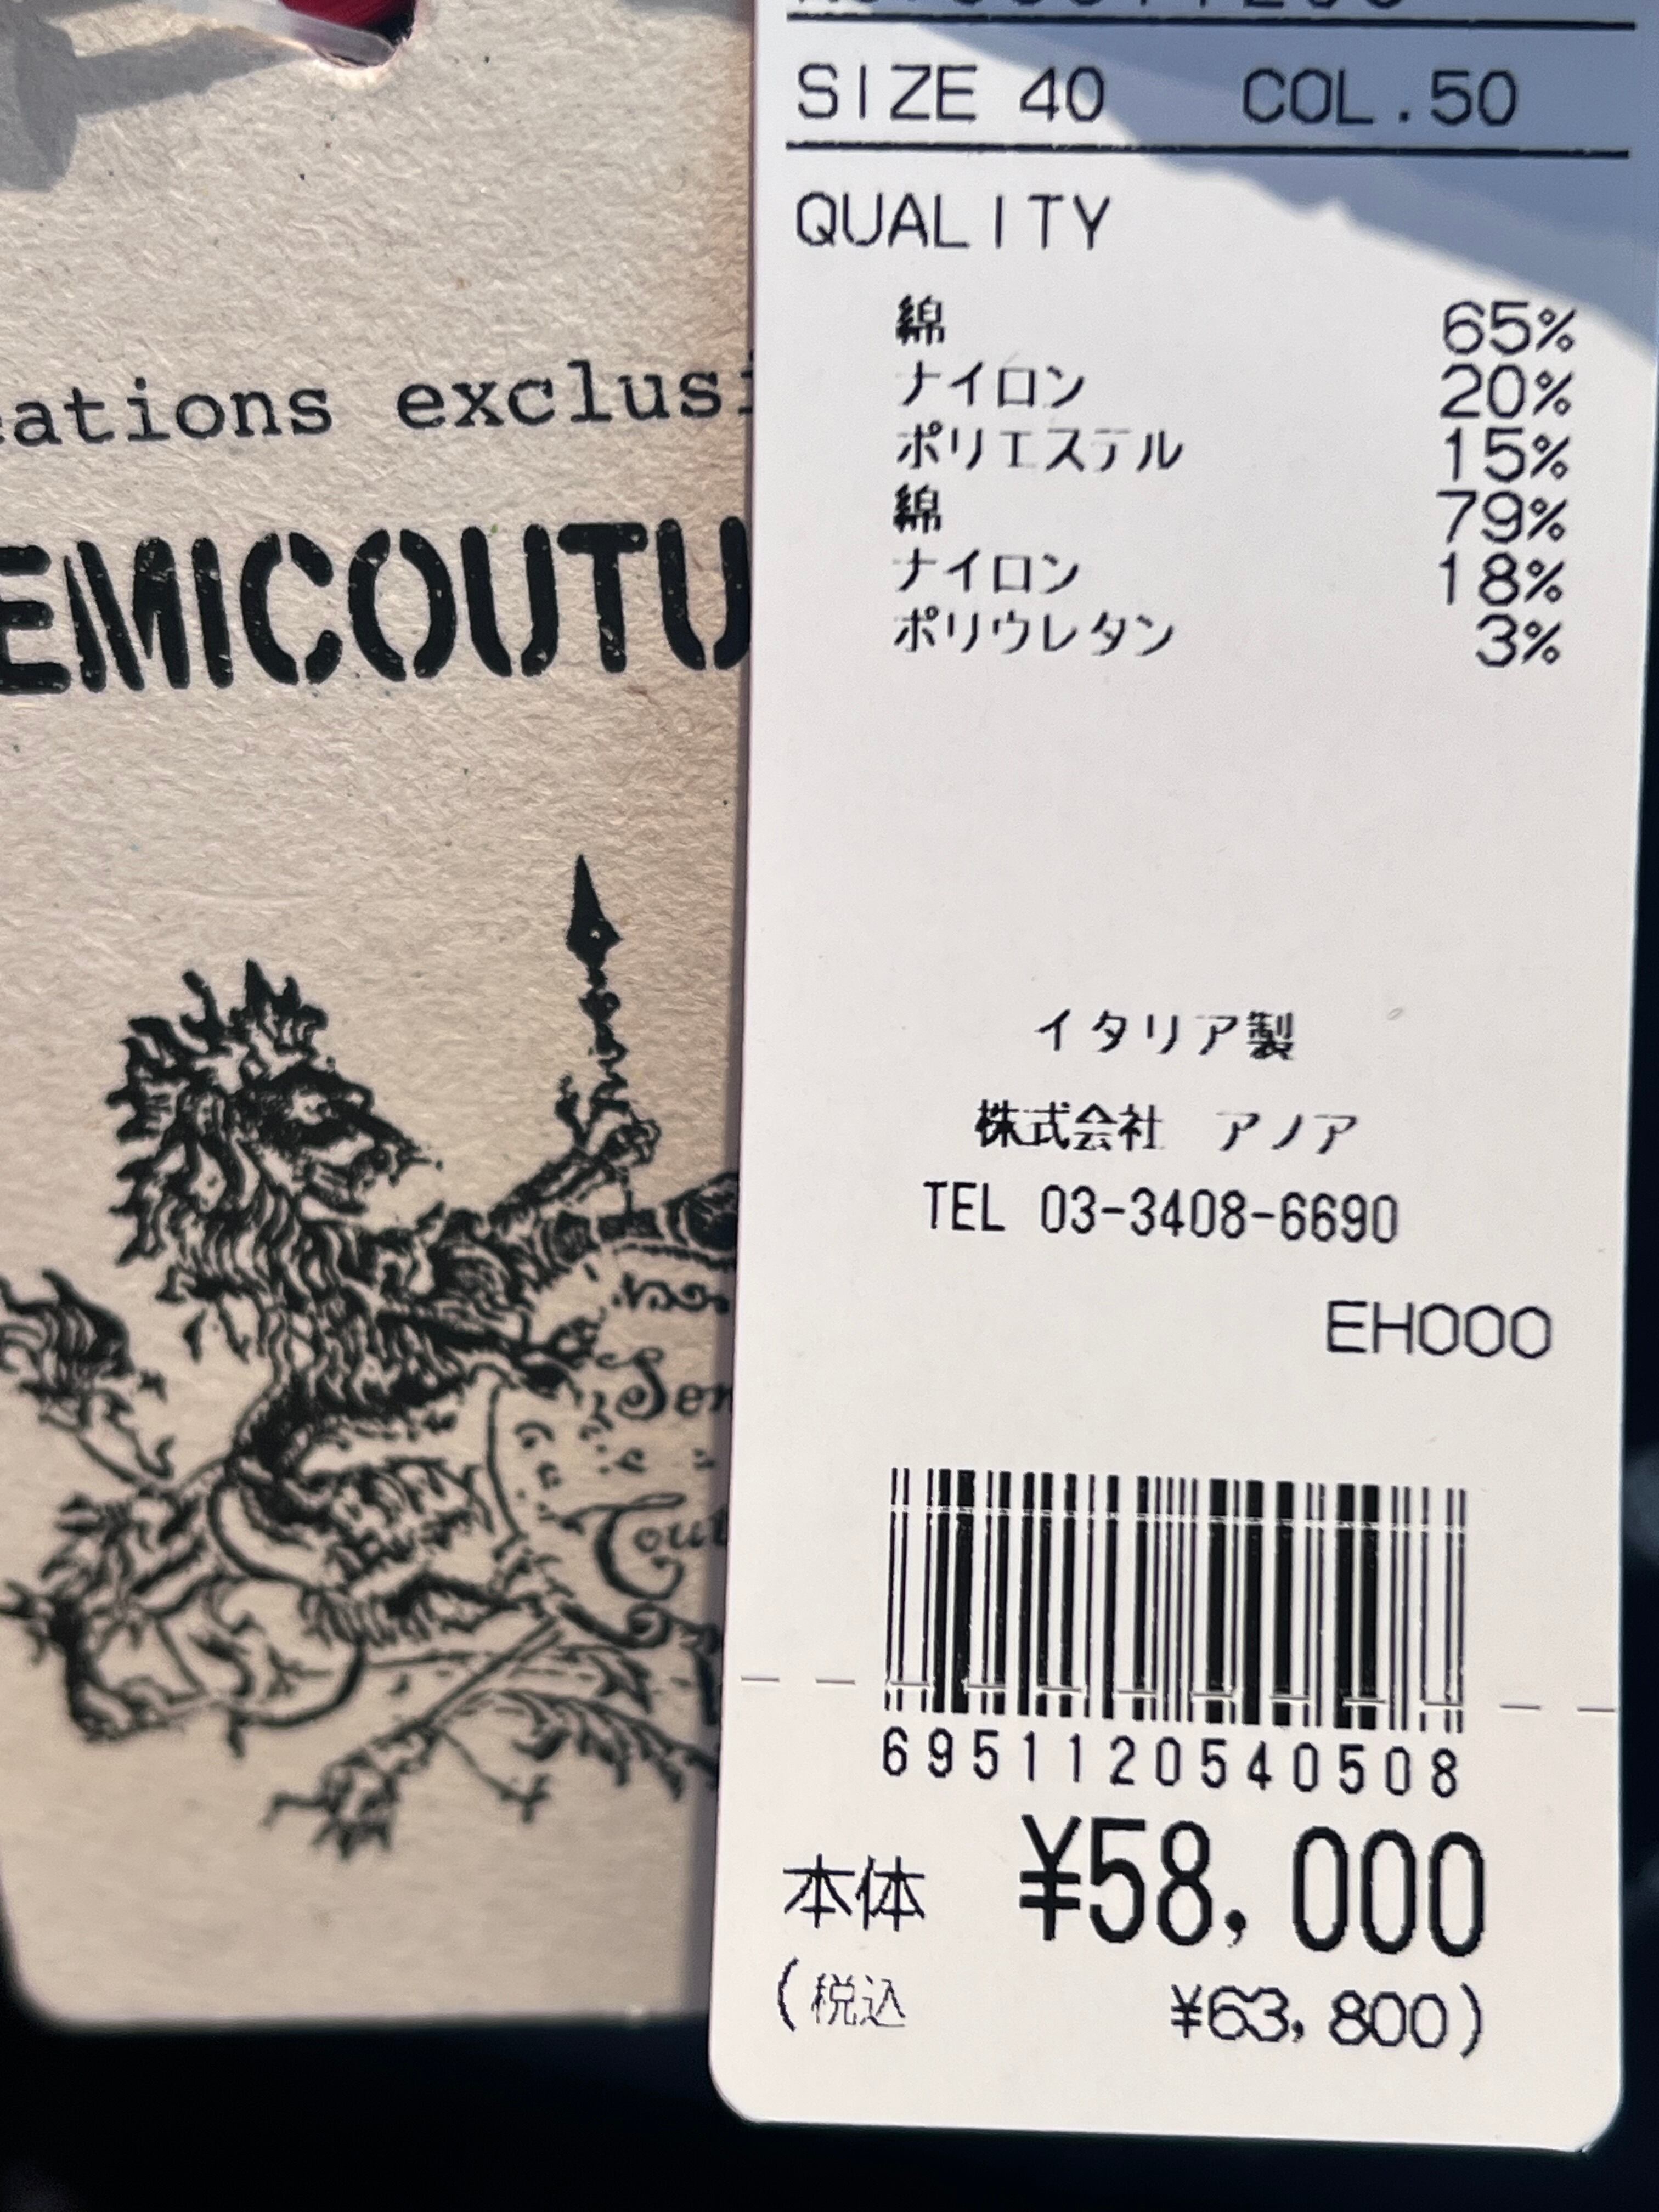 SIZE 40 COL.50
QUALITY
綿 65%
ナイロン 20%
ポリエステル 15%
綿 79%
ナイロン 18%
ポリウレタン 3%
イタリア製
株式会社 アノア
TEL 03-3408-6690
EH000
6951120540508
本体 ¥58,000
(税込 ¥63,800)
eations exclusi
EMICOUTU